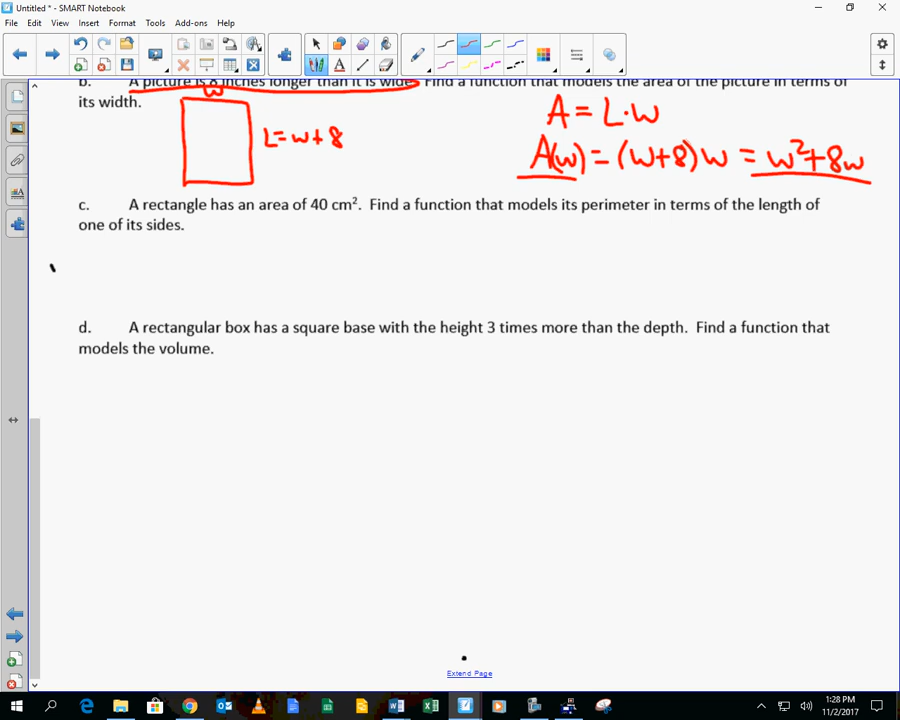 Untitled * - SMART Notebook
File Edit View Insert Format Tools Add-ons Help
b. A picture is 8 inches longer than it is wide. Find a function that models the area of the picture in terms of
its width.
w
L=w+8
A = L·w
A(w) = (w+8)w = w²+8w
c. A rectangle has an area of 40 cm². Find a function that models its perimeter in terms of the length of
one of its sides.
d. A rectangular box has a square base with the height 3 times more than the depth. Find a function that
models the volume.
Extend Page
1:28 PM
11/2/2017